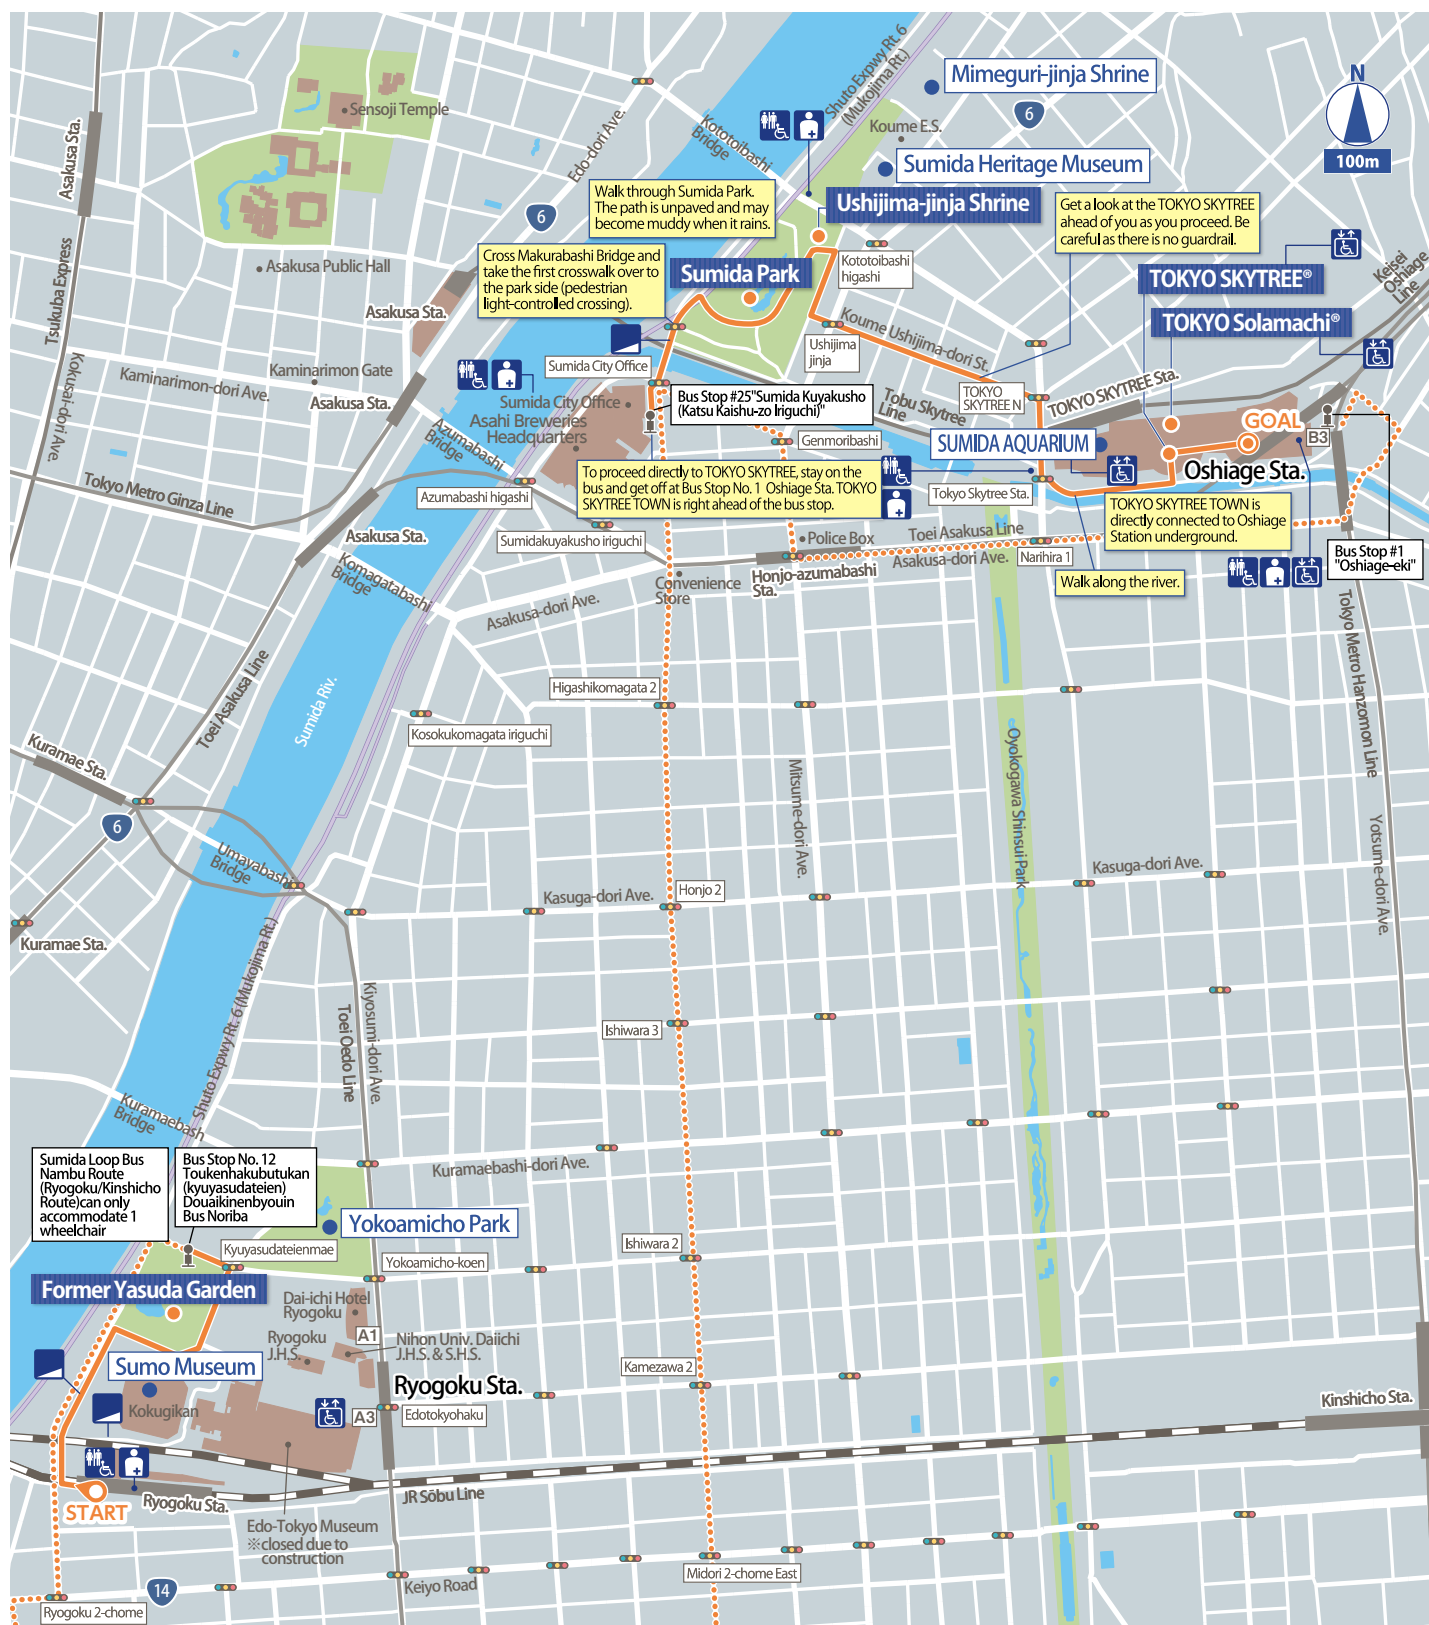 Mimeguri-jinja Shrine
N
100m
Shuto Expwy Rt. 6
(Mukojima Rt.)
6
Koume E.S.
Sensoji Temple
Asakusa Sta.
Edo-dori Ave.
Kototoibashi
Bridge
Sumida Heritage Museum
Walk through Sumida Park.
The path is unpaved and may
become muddy when it rains.
Ushijima-jinja Shrine
Get a look at the TOKYO SKYTREE
ahead of you as you proceed. Be
careful as there is no guardrail.
6
Cross Makurabashi Bridge and
take the first crosswalk over to
the park side (pedestrian
light-controlled crossing).
Sumida Park
Kototoibashi
higashi
TOKYO SKYTREE®
Keisei
Oshiage
Line
Asakusa Public Hall
Tsukuba Express
Asakusa Sta.
TOKYO Solamachi®
Koume Ushijima-dori St.
Ushijima
jinja
Sumida City Office
Kaminarimon Gate
Kaminarimon-dori Ave.
Kokusai-dori Ave.
Asakusa Sta.
Sumida City Office
Asahi Breweries
Headquarters
Bus Stop #25"Sumida Kuyakusho
(Katsu Kaishu-zo Iriguchi)"
Tobu Skytree
Line
TOKYO
SKYTREE N
TOKYO SKYTREE Sta.
GOAL
B3
Azumabashi
Bridge
Genmoribashi
SUMIDA AQUARIUM
Oshiage Sta.
To proceed directly to TOKYO SKYTREE, stay on the
bus and get off at Bus Stop No. 1 Oshiage Sta. TOKYO
SKYTREE TOWN is right ahead of the bus stop.
Tokyo Metro Ginza Line
Azumabashi higashi
Tokyo Skytree Sta.
TOKYO SKYTREE TOWN is
directly connected to Oshiage
Station underground.
Asakusa Sta.
Sumidakuyakusho iriguchi
Police Box
Toei Asakusa Line
Asakusa-dori Ave.
Narihira 1
Bus Stop #1
"Oshiage-eki"
Komagatabashi
Bridge
Convenience
Store
Honjo-azumabashi
Sta.
Walk along the river.
Asakusa-dori Ave.
Tokyo Metro Hanzomon Line
Toei Asakusa Line
Sumida Riv.
Higashikomagata 2
Kosokukomagata iriguchi
Kuramae Sta.
Oyokogawa Shinsui Park
Mitsume-dori Ave.
6
Umayabashi
Bridge
Yotsume-dori Ave.
Kasuga-dori Ave.
Kasuga-dori Ave.
Honjo 2
Kuramae Sta.
Shuto Expwy Rt. 6 (Mukojima Rt.)
Kiyosumi-dori Ave.
Toei Oedo Line
Ishiwara 3
Kuramaebash
Bridge
Kuramaebashi-dori Ave.
Sumida Loop Bus
Nambu Route
(Ryogoku/Kinshicho
Route)can only
accommodate 1
wheelchair
Bus Stop No. 12
Toukenhakubutukan
(kyuyasudateien)
Douaikinenbyouin
Bus Noriba
Yokoamicho Park
Kyuyasudateienmae
Ishiwara 2
Yokoamicho-koen
Former Yasuda Garden
Dai-ichi Hotel
Ryogoku
A1
Ryogoku
J.H.S.
Nihon Univ. Daiichi
J.H.S. & S.H.S.
Sumo Museum
Kamezawa 2
Ryogoku Sta.
Kokugikan
A3
Edotokyohaku
Kinshicho Sta.
START
Ryogoku Sta.
JR Sōbu Line
Edo-Tokyo Museum
※closed due to
construction
14
Keiyo Road
Midori 2-chome East
Ryogoku 2-chome